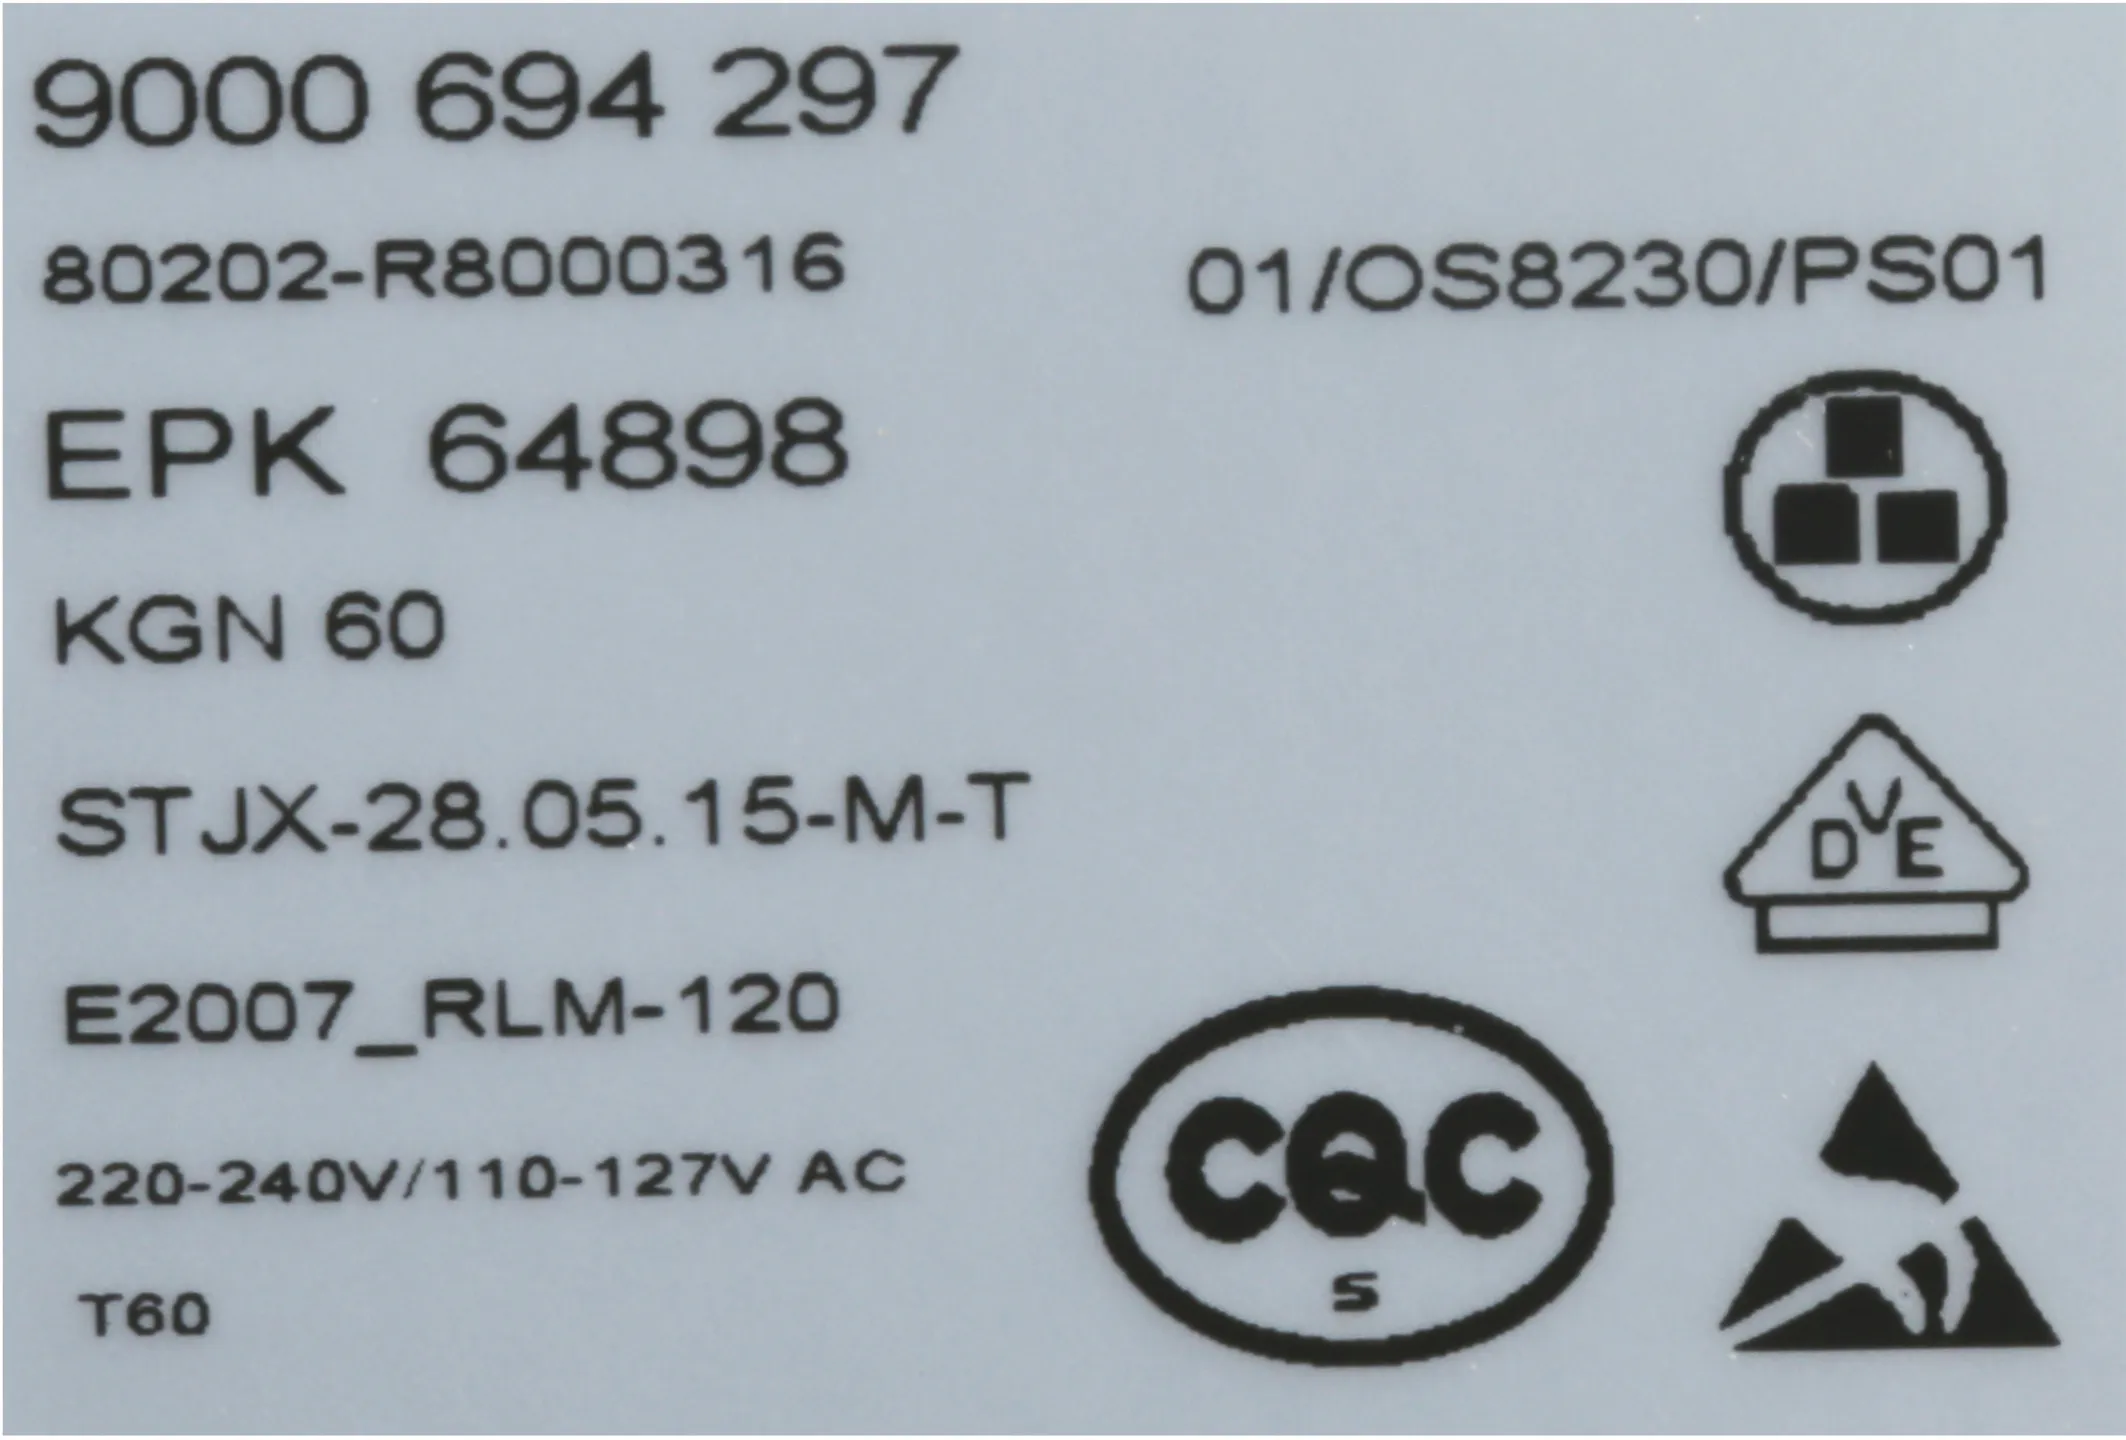 9000 694 297
80202-R8000316
01/OS8230/PS01
EPK 64898
KGN 60
STJX-28.05.15-M-T
DVE
E2007_RLM-120
CQC
S
220-240V/110-127V AC
T60